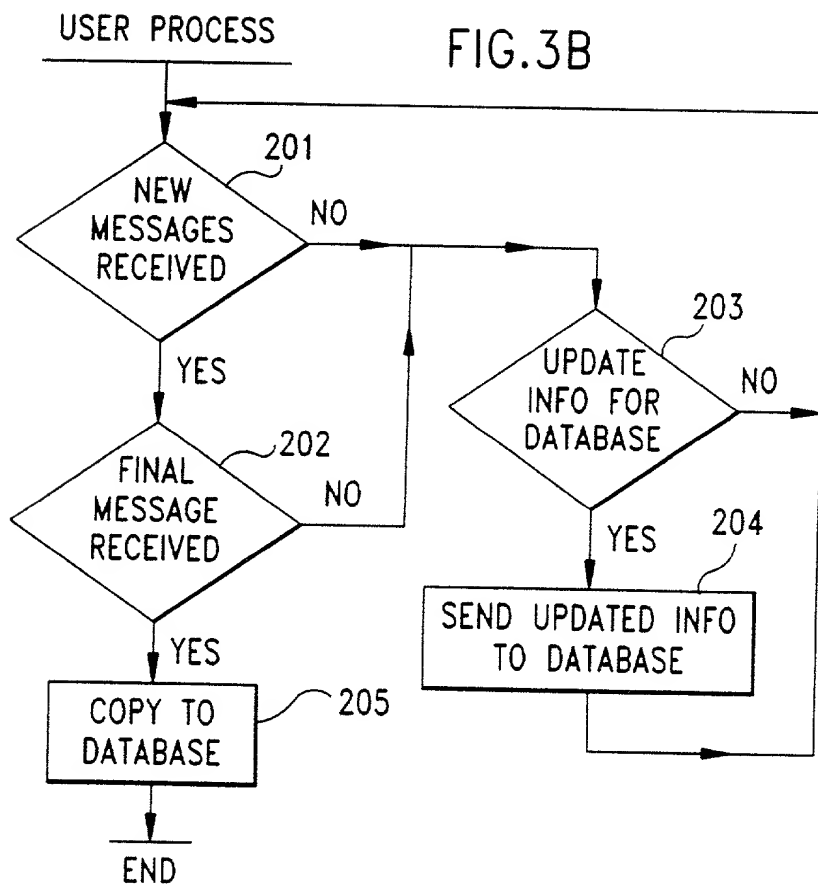 USER PROCESS
FIG.3B
201
NEW
MESSAGES
RECEIVED
NO
YES
202
FINAL
MESSAGE
RECEIVED
NO
YES
205
COPY TO
DATABASE
END
203
UPDATE
INFO FOR
DATABASE
NO
YES
204
SEND UPDATED INFO
TO DATABASE